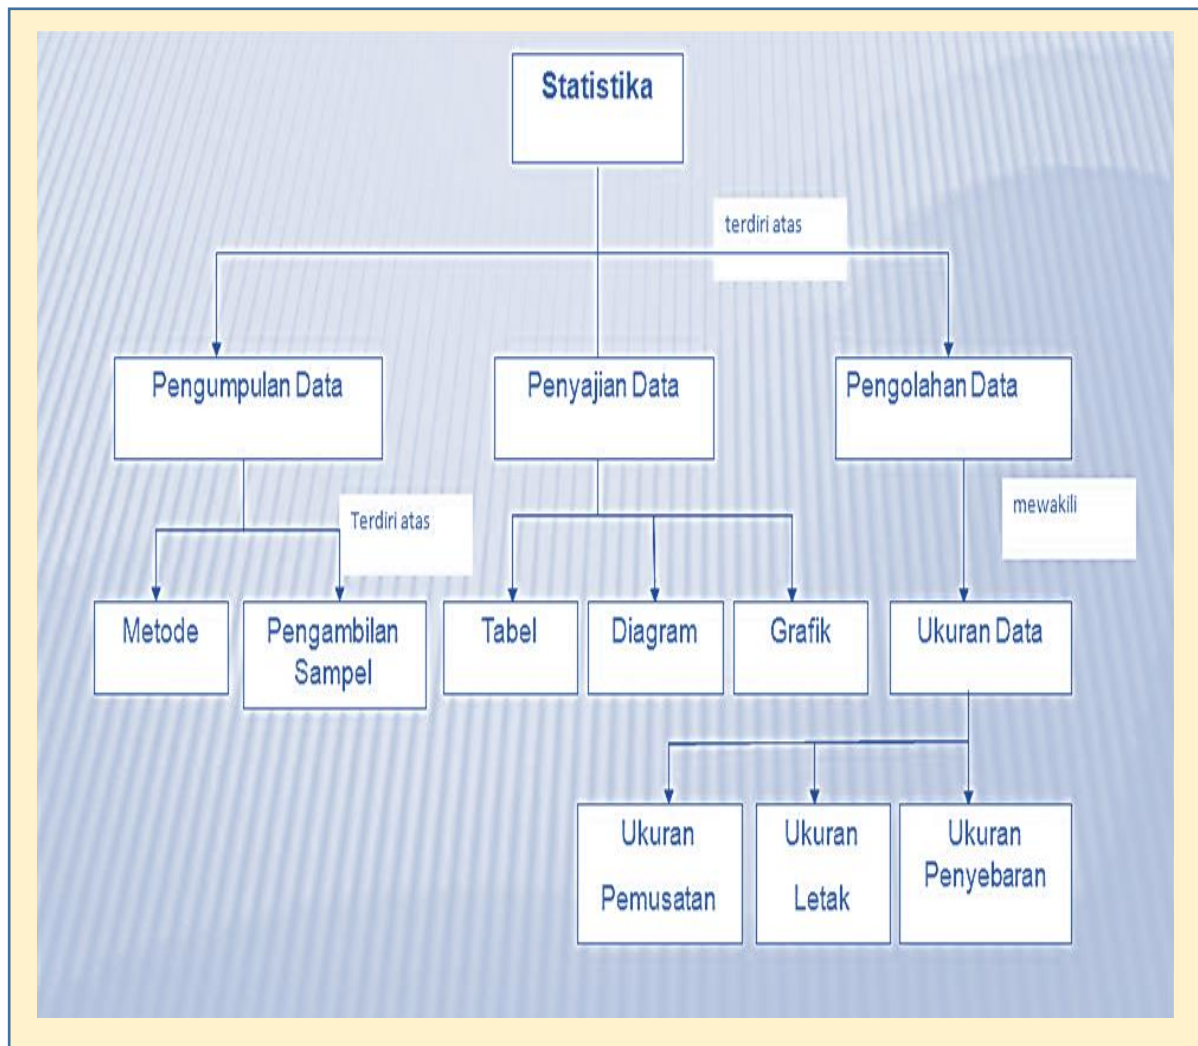 Statistika
terdiri atas
Pengumpulan Data
Penyajian Data
Pengolahan Data
Terdiri atas
mewakili
Metode
Pengambilan
Sampel
Tabel
Diagram
Grafik
Ukuran Data
Ukuran
Pemusatan
Ukuran
Letak
Ukuran
Penyebaran